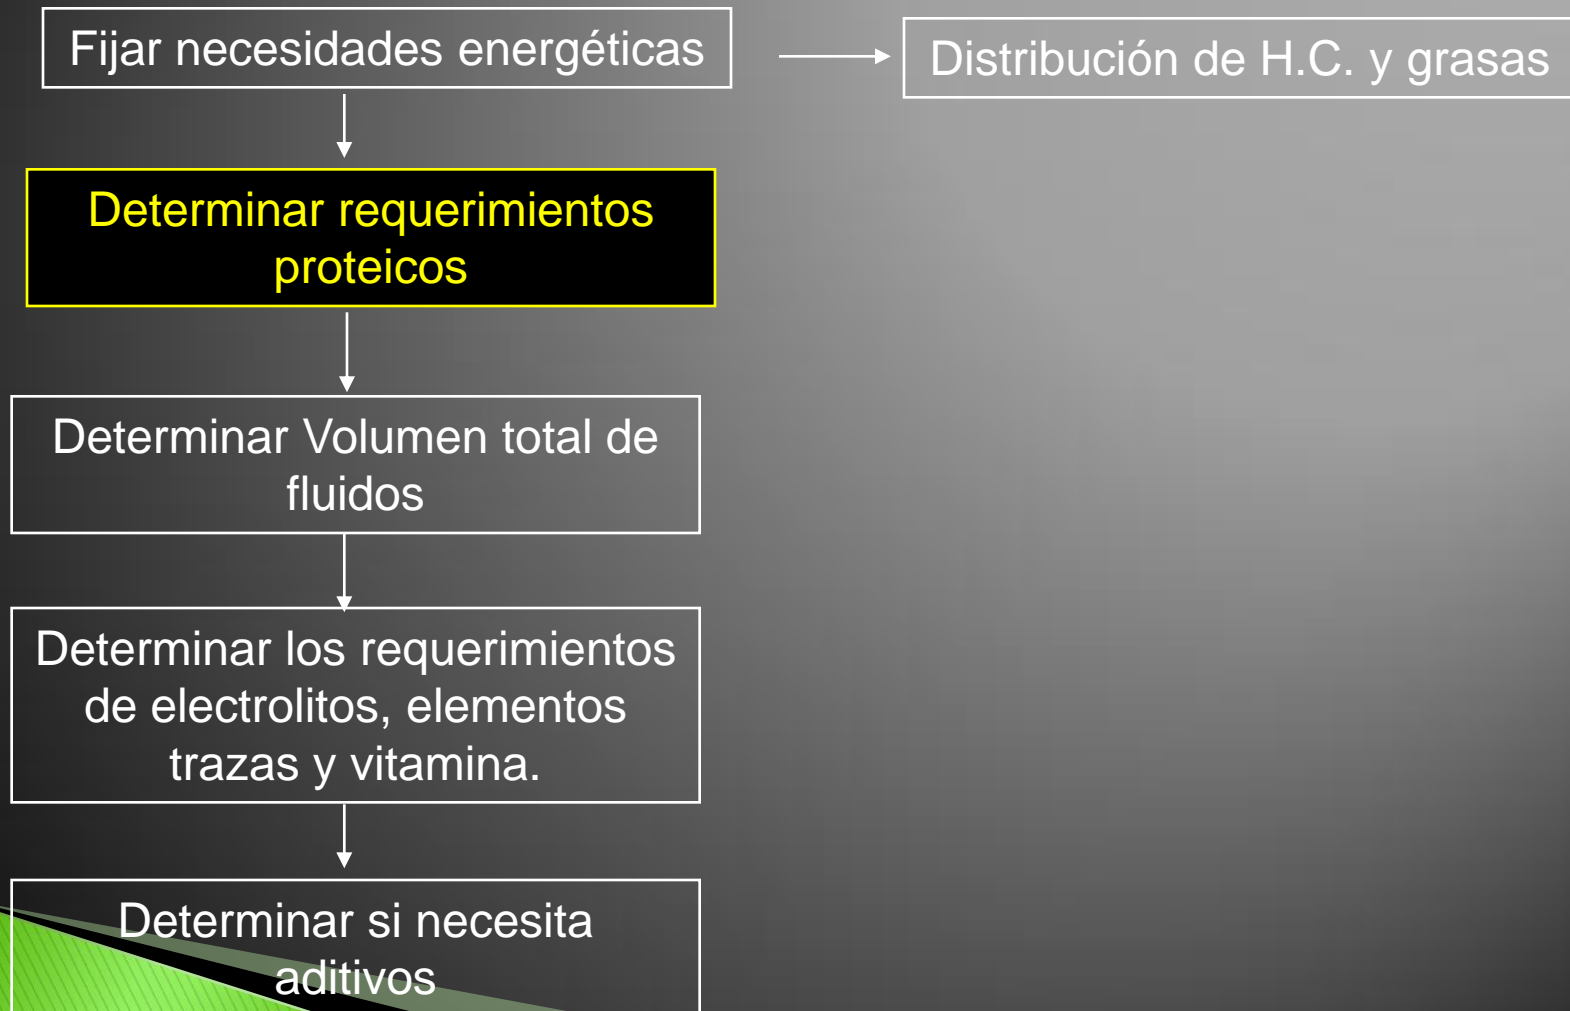 Fijar necesidades energéticas
Distribución de H.C. y grasas
Determinar requerimientos
proteicos
Determinar Volumen total de
fluidos
Determinar los requerimientos
de electrolitos, elementos
trazas y vitamina.
Determinar si necesita
aditivos